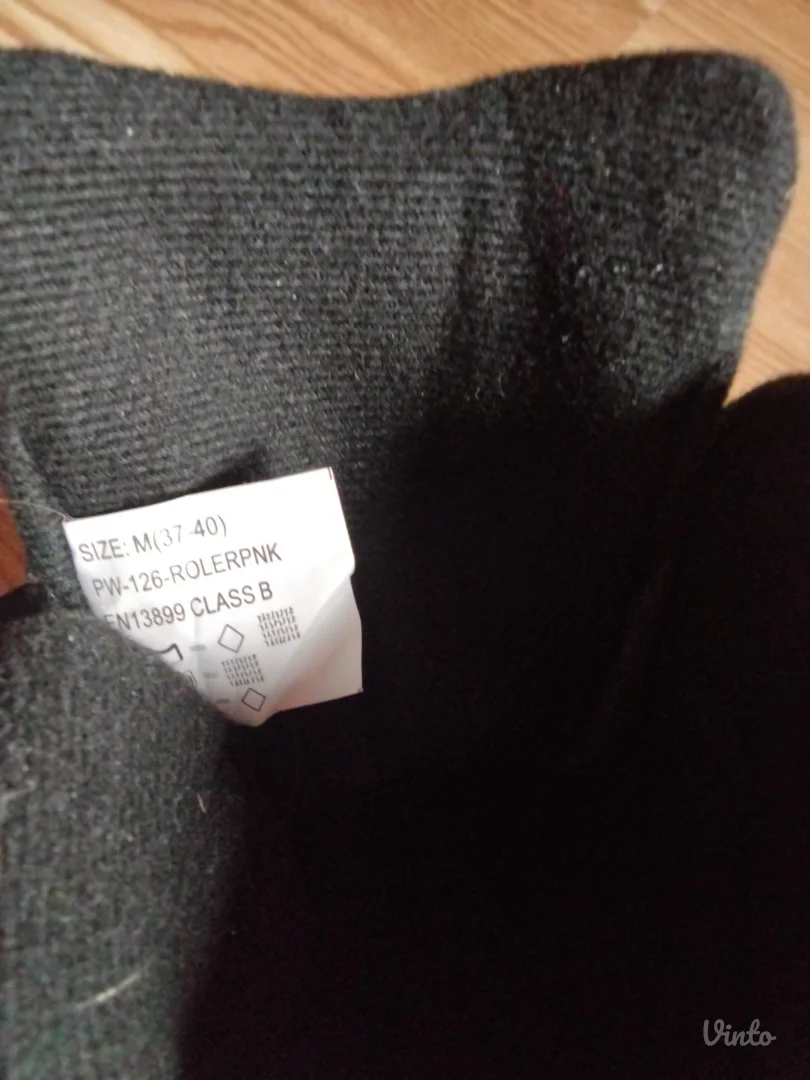 SIZE: M(37-40)
PW-126-ROLERPNK
EN13899 CLASS B
Vinto